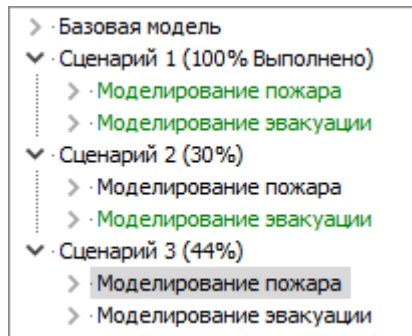 Базовая модель
Сценарий 1 (100% Выполнено)
Моделирование пожара
Моделирование эвакуации
Сценарий 2 (30%)
Моделирование пожара
Моделирование эвакуации
Сценарий 3 (44%)
Моделирование пожара
Моделирование эвакуации